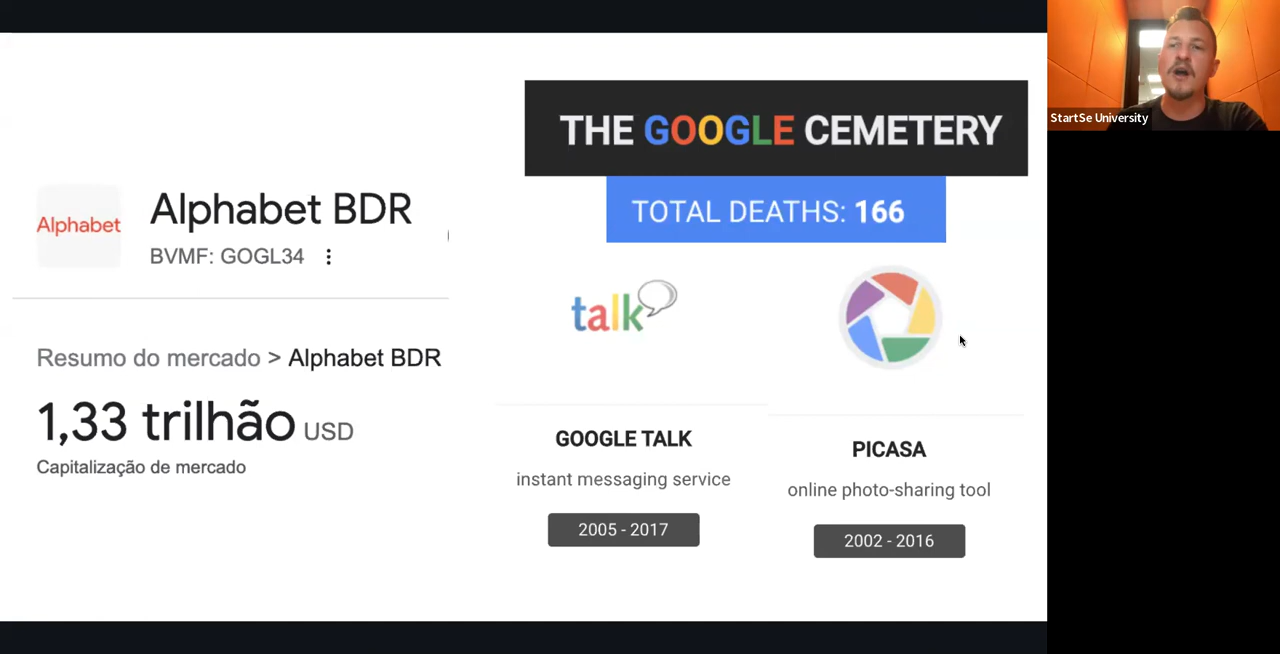 Alphabet
Alphabet BDR
BVMF: GOGL34
Resumo do mercado > Alphabet BDR
1,33 trilhão USD
Capitalização de mercado
THE GOOGLE CEMETERY
TOTAL DEATHS: 166
talk
GOOGLE TALK
instant messaging service
2005 - 2017
PICASA
online photo-sharing tool
2002 - 2016
StartSe University